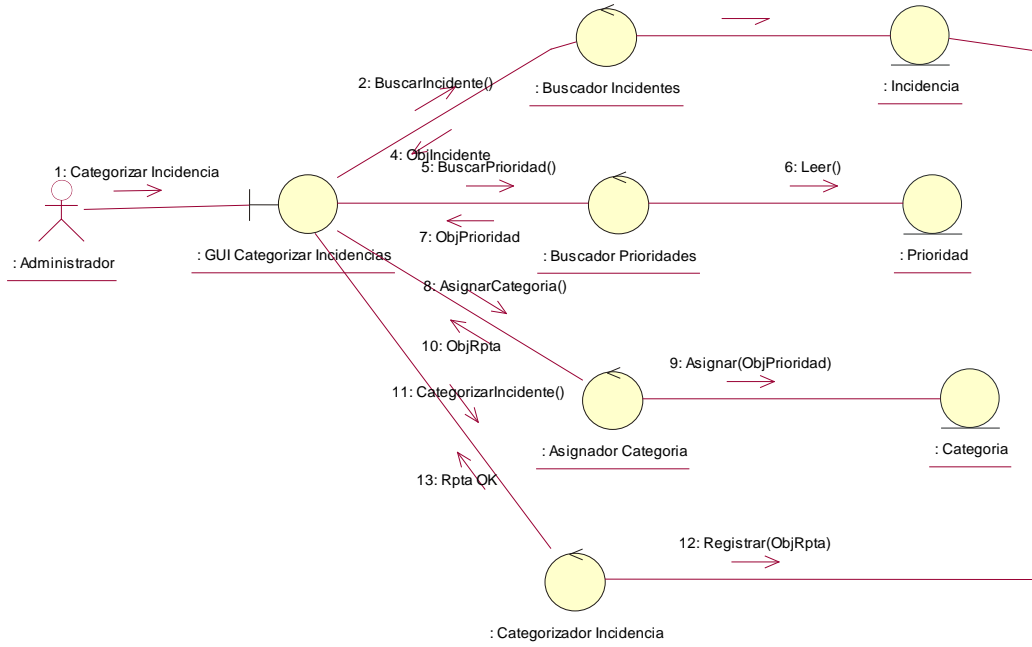 2: BuscarIncidente()
: Buscador Incidentes
: Incidencia
4: ObjIncidente
5: BuscarPrioridad()
6: Leer()
1: Categorizar Incidencia
7: ObjPrioridad
: Administrador
: GUI Categorizar Incidencias
: Buscador Prioridades
: Prioridad
8: AsignarCategoria()
10: ObjRpta
9: Asignar(ObjPrioridad)
11: CategorizarIncidente()
: Asignador Categoria
: Categoria
13: Rpta OK
12: Registrar(ObjRpta)
: Categorizador Incidencia